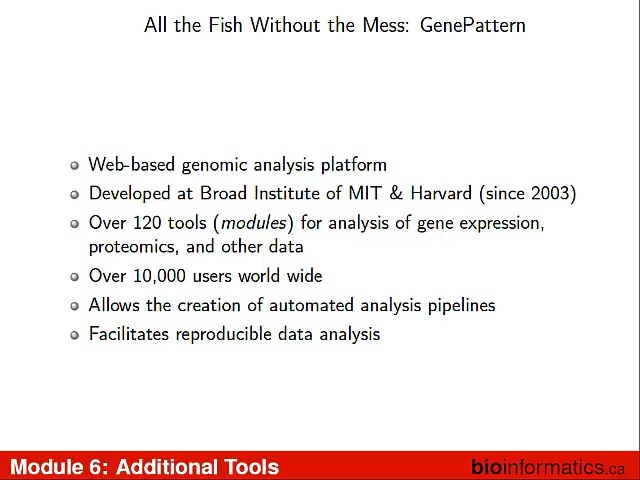 All the Fish Without the Mess: GenePattern
Web-based genomic analysis platform
Developed at Broad Institute of MIT & Harvard (since 2003)
Over 120 tools (modules) for analysis of gene expression,
proteomics, and other data
Over 10,000 users world wide
Allows the creation of automated analysis pipelines
Facilitates reproducible data analysis
Module 6: Additional Tools
bioinformatics.ca